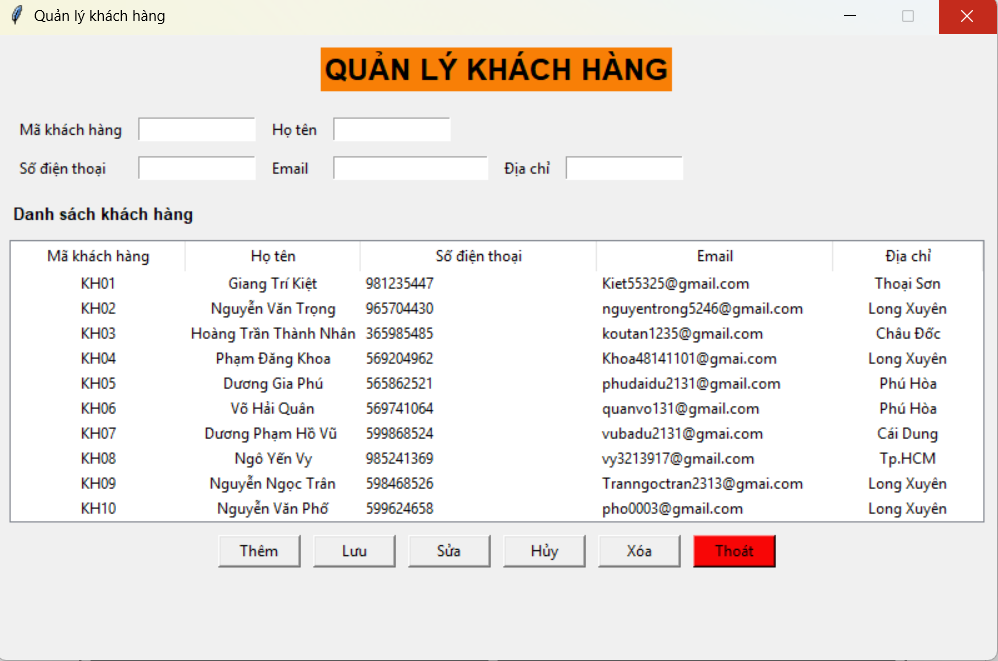 Quản lý khách hàng
QUẢN LÝ KHÁCH HÀNG
Mã khách hàng Họ tên
Số điện thoại Email Địa chỉ
Danh sách khách hàng
Mã khách hàng Họ tên Số điện thoại Email Địa chỉ
KH01 Giang Trí Kiệt 981235447 Kiet55325@gmail.com Thoại Sơn
KH02 Nguyễn Văn Trọng 965704430 nguyentrong5246@gmail.com Long Xuyên
KH03 Hoàng Trần Thành Nhân 365985485 koutan1235@gmail.com Châu Đốc
KH04 Phạm Đăng Khoa 569204962 Khoa48141101@gmai.com Long Xuyên
KH05 Dương Gia Phú 565862521 phudaidu2131@gmail.com Phú Hòa
KH06 Võ Hải Quân 569741064 quanvo131@gmail.com Phú Hòa
KH07 Dương Phạm Hồ Vũ 599868524 vubadu2131@gmai.com Cái Dung
KH08 Ngô Yến Vy 985241369 vy3213917@gmail.com Tp.HCM
KH09 Nguyễn Ngọc Trân 598468526 Tranngoctran2313@gmai.com Long Xuyên
KH10 Nguyễn Văn Phố 599624658 pho0003@gmail.com Long Xuyên
Thêm Lưu Sửa Hủy Xóa Thoát